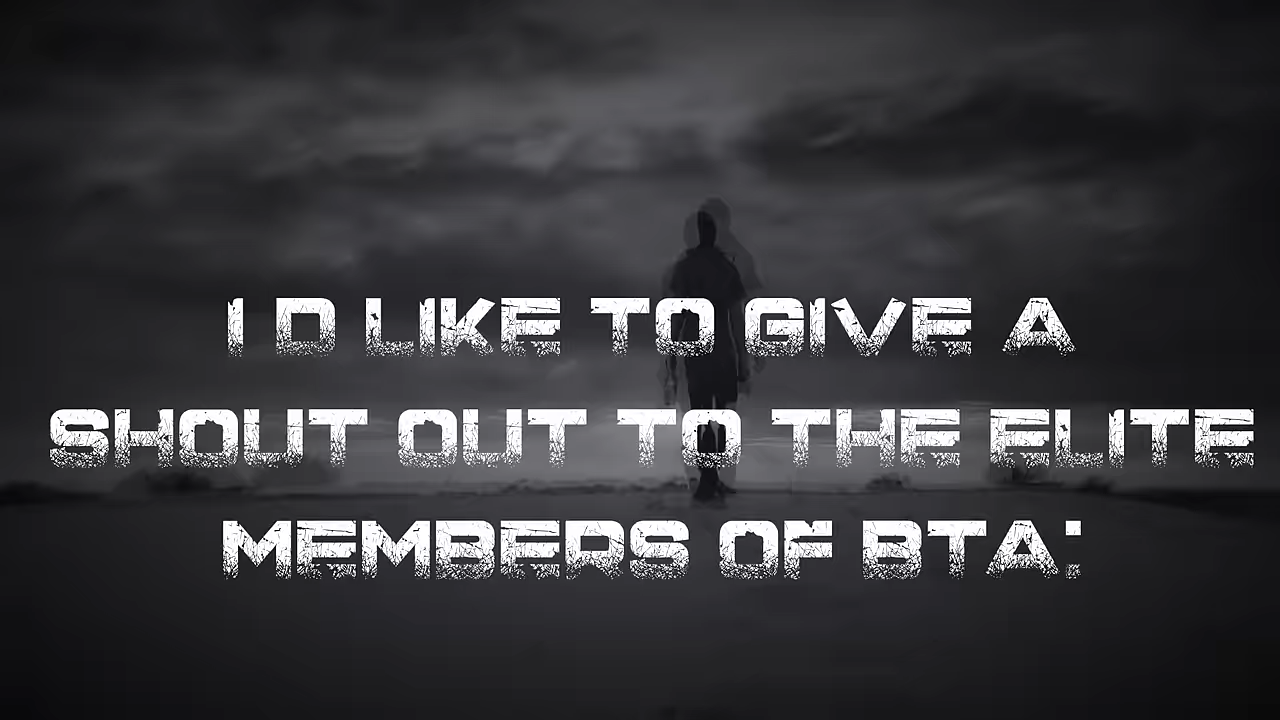 I D LIKE TO GIVE A
SHOUT OUT TO THE ELITE
MEMBERS OF BTA: